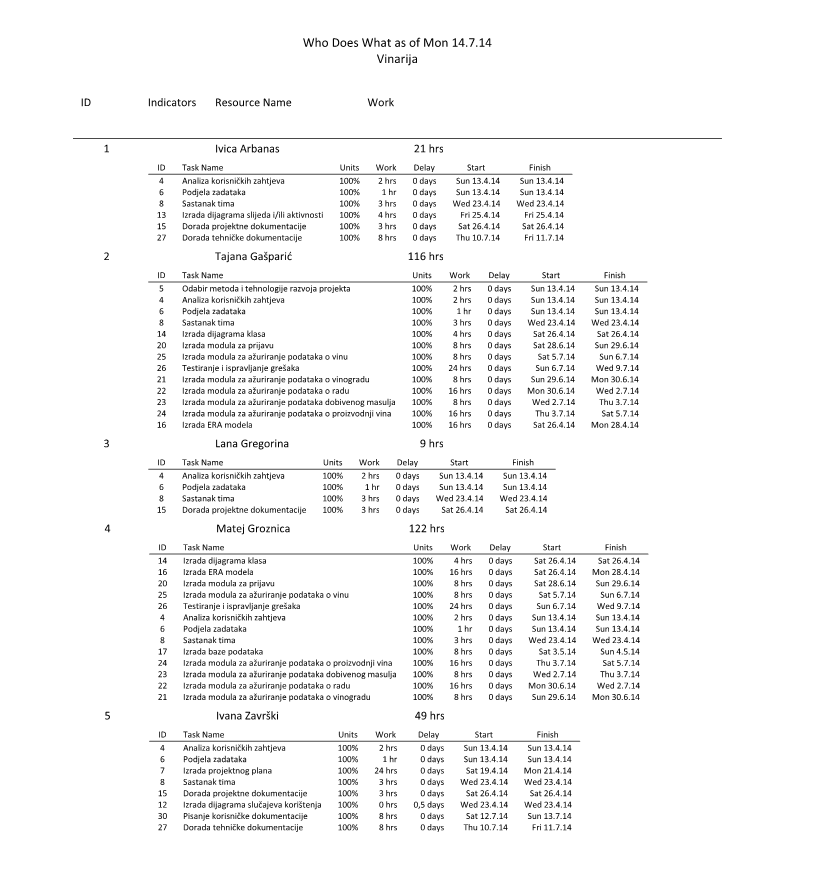 Who Does What as of Mon 14.7.14
Vinarija
ID Indicators Resource Name Work
1 Ivica Arbanas 21 hrs
ID Task Name Units Work Delay Start Finish
4 Analiza korisničkih zahtjeva 100% 2 hrs 0 days Sun 13.4.14 Sun 13.4.14
6 Podjela zadataka 100% 1 hr 0 days Sun 13.4.14 Sun 13.4.14
8 Sastanak tima 100% 3 hrs 0 days Wed 23.4.14 Wed 23.4.14
13 Izrada dijagrama slijeda i/ili aktivnosti 100% 4 hrs 0 days Fri 25.4.14 Fri 25.4.14
15 Dorada projektne dokumentacije 100% 3 hrs 0 days Sat 26.4.14 Sat 26.4.14
27 Dorada tehničke dokumentacije 100% 8 hrs 0 days Thu 10.7.14 Fri 11.7.14
2 Tajana Gašparić 116 hrs
ID Task Name Units Work Delay Start Finish
5 Odabir metoda i tehnologije razvoja projekta 100% 2 hrs 0 days Sun 13.4.14 Sun 13.4.14
4 Analiza korisničkih zahtjeva 100% 2 hrs 0 days Sun 13.4.14 Sun 13.4.14
6 Podjela zadataka 100% 1 hr 0 days Sun 13.4.14 Sun 13.4.14
8 Sastanak tima 100% 3 hrs 0 days Wed 23.4.14 Wed 23.4.14
14 Izrada dijagrama klasa 100% 4 hrs 0 days Sat 26.4.14 Sat 26.4.14
20 Izrada modula za prijavu 100% 8 hrs 0 days Sat 28.6.14 Sun 29.6.14
25 Izrada modula za ažuriranje podataka o vinu 100% 8 hrs 0 days Sat 5.7.14 Sun 6.7.14
26 Testiranje i ispravljanje grešaka 100% 24 hrs 0 days Sun 6.7.14 Wed 9.7.14
21 Izrada modula za ažuriranje podataka o vinogradu 100% 8 hrs 0 days Sun 29.6.14 Mon 30.6.14
22 Izrada modula za ažuriranje podataka o radu 100% 16 hrs 0 days Mon 30.6.14 Wed 2.7.14
23 Izrada modula za ažuriranje podataka dobivenog masulja 100% 8 hrs 0 days Wed 2.7.14 Thu 3.7.14
24 Izrada modula za ažuriranje podataka o proizvodnji vina 100% 16 hrs 0 days Thu 3.7.14 Sat 5.7.14
16 Izrada ERA modela 100% 16 hrs 0 days Sat 26.4.14 Mon 28.4.14
3 Lana Gregorina 9 hrs
ID Task Name Units Work Delay Start Finish
4 Analiza korisničkih zahtjeva 100% 2 hrs 0 days Sun 13.4.14 Sun 13.4.14
6 Podjela zadataka 100% 1 hr 0 days Sun 13.4.14 Sun 13.4.14
8 Sastanak tima 100% 3 hrs 0 days Wed 23.4.14 Wed 23.4.14
15 Dorada projektne dokumentacije 100% 3 hrs 0 days Sat 26.4.14 Sat 26.4.14
4 Matej Groznica 122 hrs
ID Task Name Units Work Delay Start Finish
14 Izrada dijagrama klasa 100% 4 hrs 0 days Sat 26.4.14 Sat 26.4.14
16 Izrada ERA modela 100% 16 hrs 0 days Sat 26.4.14 Mon 28.4.14
20 Izrada modula za prijavu 100% 8 hrs 0 days Sat 28.6.14 Sun 29.6.14
25 Izrada modula za ažuriranje podataka o vinu 100% 8 hrs 0 days Sat 5.7.14 Sun 6.7.14
26 Testiranje i ispravljanje grešaka 100% 24 hrs 0 days Sun 6.7.14 Wed 9.7.14
4 Analiza korisničkih zahtjeva 100% 2 hrs 0 days Sun 13.4.14 Sun 13.4.14
6 Podjela zadataka 100% 1 hr 0 days Sun 13.4.14 Sun 13.4.14
8 Sastanak tima 100% 3 hrs 0 days Wed 23.4.14 Wed 23.4.14
17 Izrada baze podataka 100% 8 hrs 0 days Sat 3.5.14 Sun 4.5.14
24 Izrada modula za ažuriranje podataka o proizvodnji vina 100% 16 hrs 0 days Thu 3.7.14 Sat 5.7.14
23 Izrada modula za ažuriranje podataka dobivenog masulja 100% 8 hrs 0 days Wed 2.7.14 Thu 3.7.14
22 Izrada modula za ažuriranje podataka o radu 100% 16 hrs 0 days Mon 30.6.14 Wed 2.7.14
21 Izrada modula za ažuriranje podataka o vinogradu 100% 8 hrs 0 days Sun 29.6.14 Mon 30.6.14
5 Ivana Završki 49 hrs
ID Task Name Units Work Delay Start Finish
4 Analiza korisničkih zahtjeva 100% 2 hrs 0 days Sun 13.4.14 Sun 13.4.14
6 Podjela zadataka 100% 1 hr 0 days Sun 13.4.14 Sun 13.4.14
7 Izrada projektnog plana 100% 24 hrs 0 days Sat 19.4.14 Mon 21.4.14
8 Sastanak tima 100% 3 hrs 0 days Wed 23.4.14 Wed 23.4.14
15 Dorada projektne dokumentacije 100% 3 hrs 0 days Sat 26.4.14 Sat 26.4.14
12 Izrada dijagrama slučajeva korištenja 100% 0 hrs 0,5 days Wed 23.4.14 Wed 23.4.14
30 Pisanje korisničke dokumentacije 100% 8 hrs 0 days Sat 12.7.14 Sun 13.7.14
27 Dorada tehničke dokumentacije 100% 8 hrs 0 days Thu 10.7.14 Fri 11.7.14